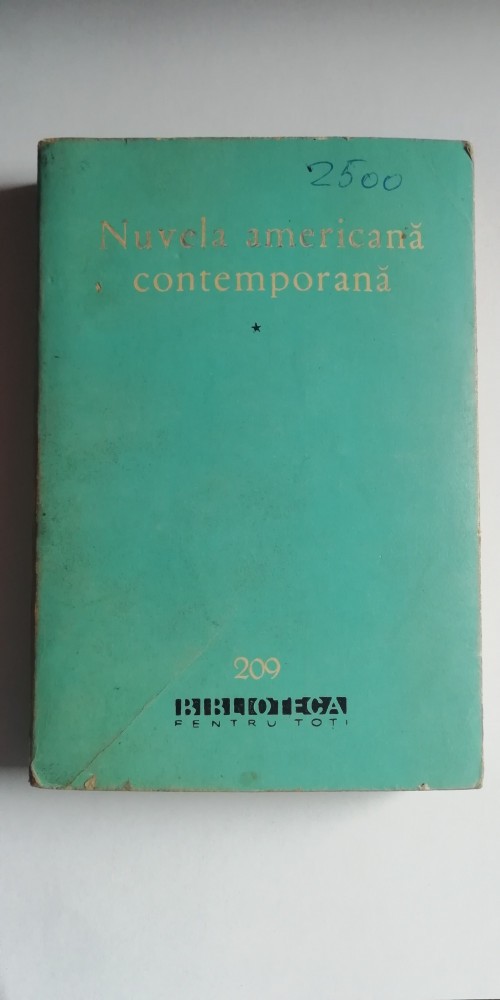 2500
Nuvela americană
contemporană
*
209
BIBLIOTECA
PENTRU TOȚI